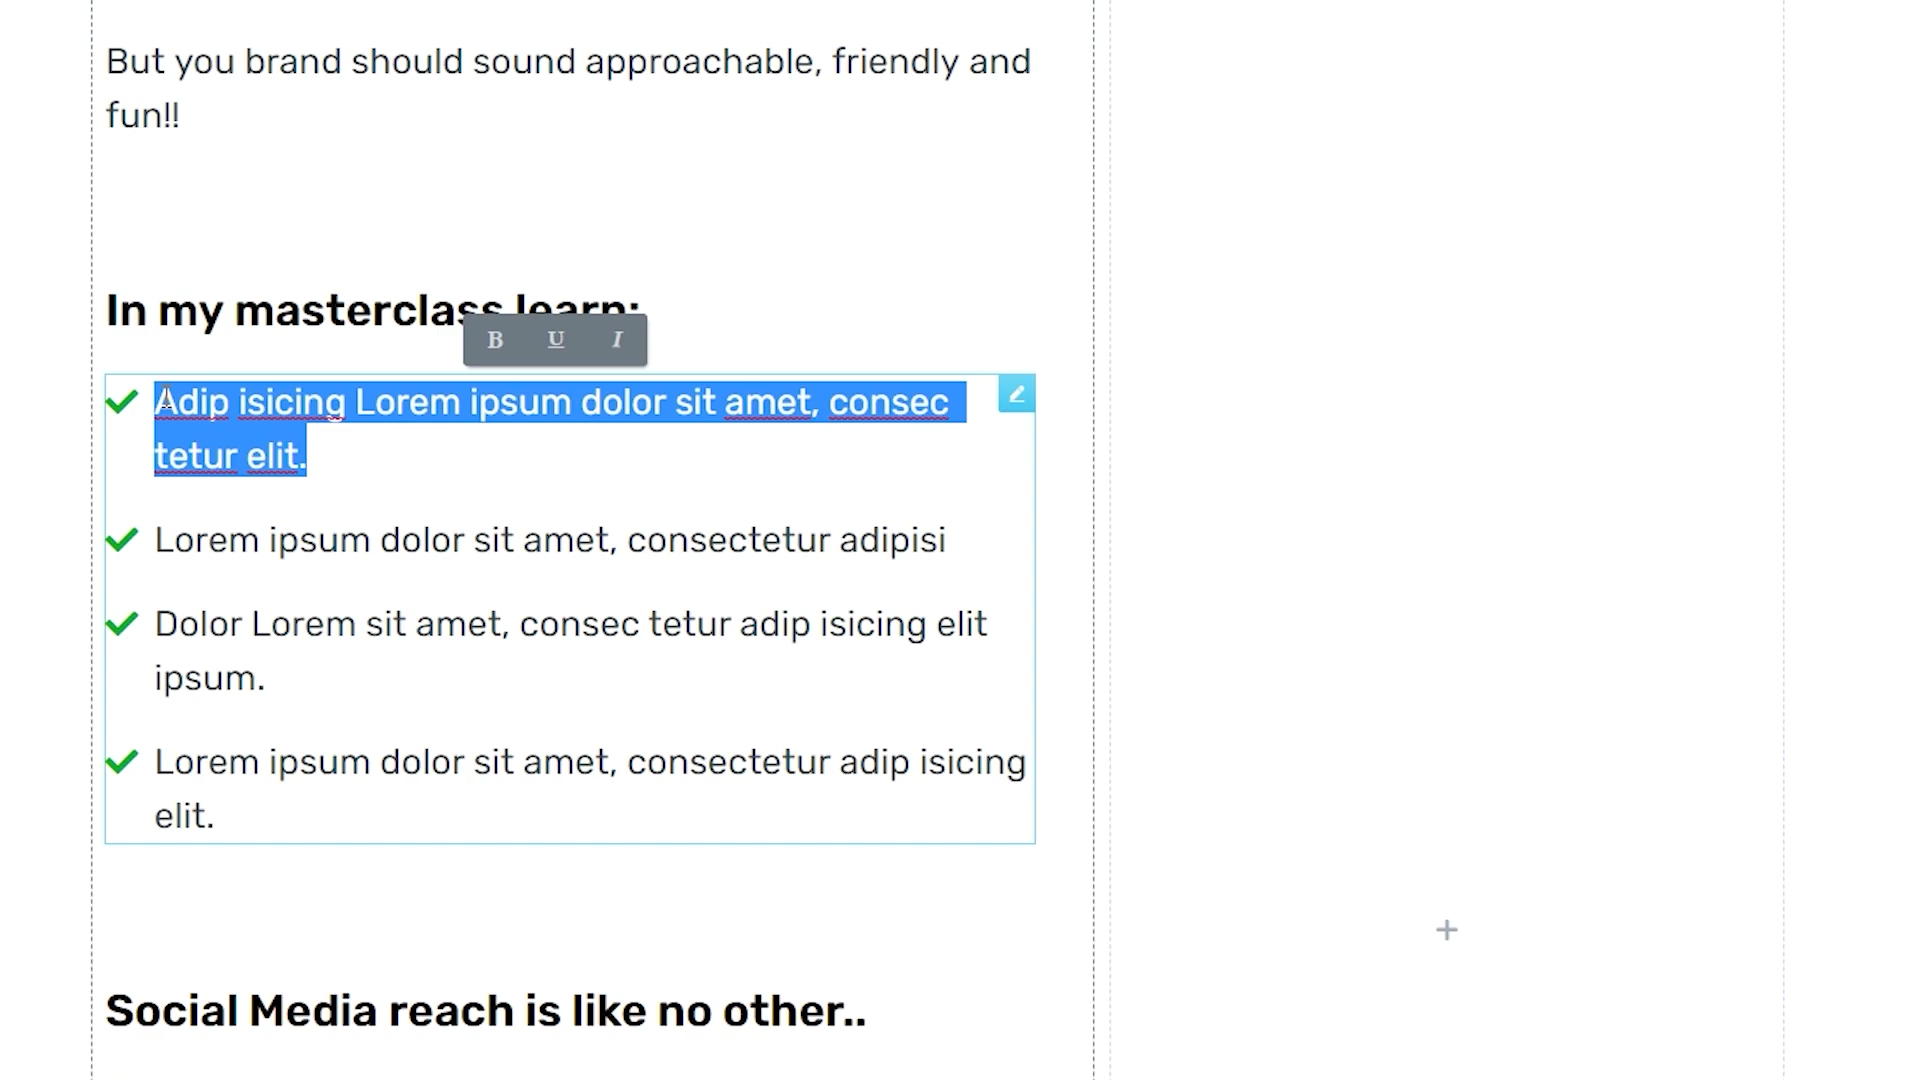 But you brand should sound approachable, friendly and
fun!!
In my masterclass learn:
B U I
Adip isicing Lorem ipsum dolor sit amet, consec
tetur elit.
Lorem ipsum dolor sit amet, consectetur adipisi
Dolor Lorem sit amet, consec tetur adip isicing elit
ipsum.
Lorem ipsum dolor sit amet, consectetur adip isicing
elit.
Social Media reach is like no other..